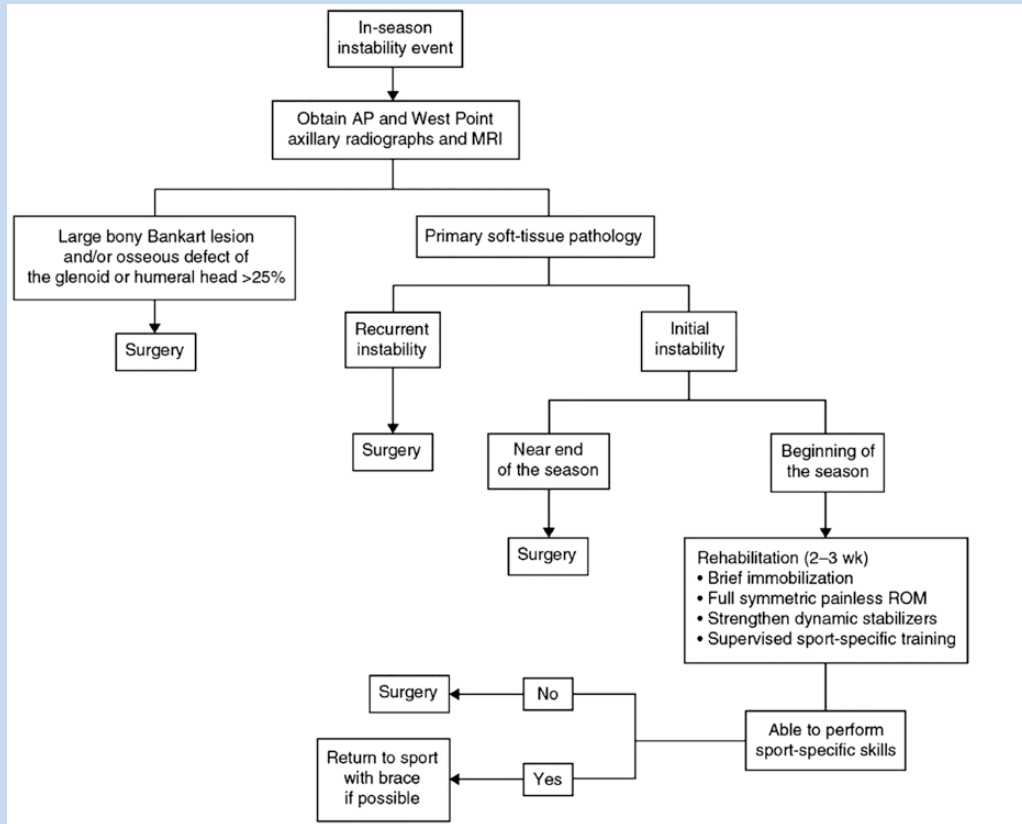 In-season
instability event
Obtain AP and West Point
axillary radiographs and MRI
Large bony Bankart lesion
and/or osseous defect of
the glenoid or humeral head >25%
Primary soft-tissue pathology
Surgery
Recurrent
instability
Initial
instability
Surgery
Near end
of the season
Beginning of
the season
Surgery
Rehabilitation (2–3 wk)
• Brief immobilization
• Full symmetric painless ROM
• Strengthen dynamic stabilizers
• Supervised sport-specific training
Surgery
No
Able to perform
sport-specific skills
Return to sport
with brace
if possible
Yes